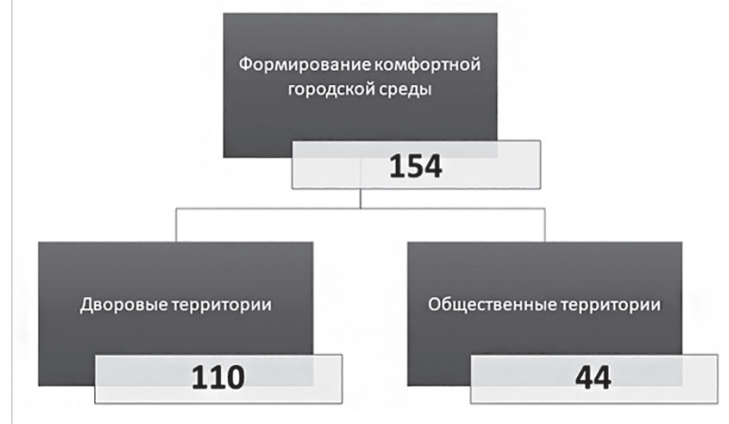 Формирование комфортной
городской среды
154
Дворовые территории
110
Общественные территории
44